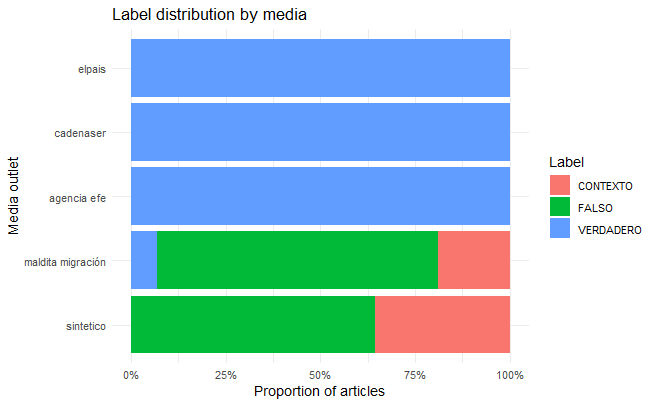 Label distribution by media
Media outlet
elpais
cadenaser
agencia efe
maldita migración
sintetico
0%
25%
50%
75%
100%
Proportion of articles
Label
CONTEXTO
FALSO
VERDADERO